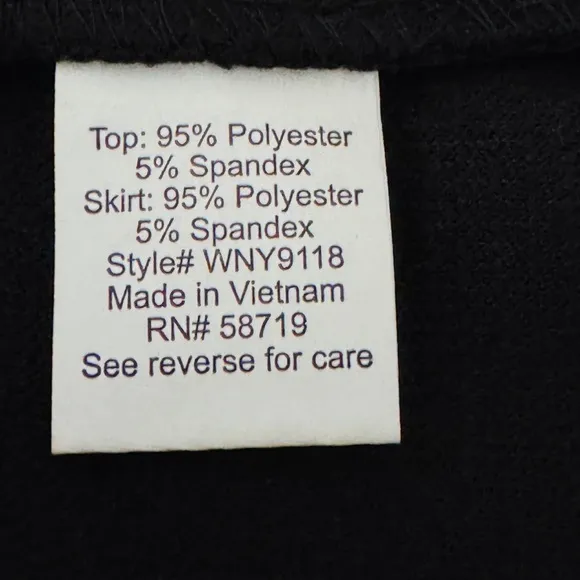 Top: 95% Polyester
5% Spandex
Skirt: 95% Polyester
5% Spandex
Style# WNY9118
Made in Vietnam
RN# 58719
See reverse for care